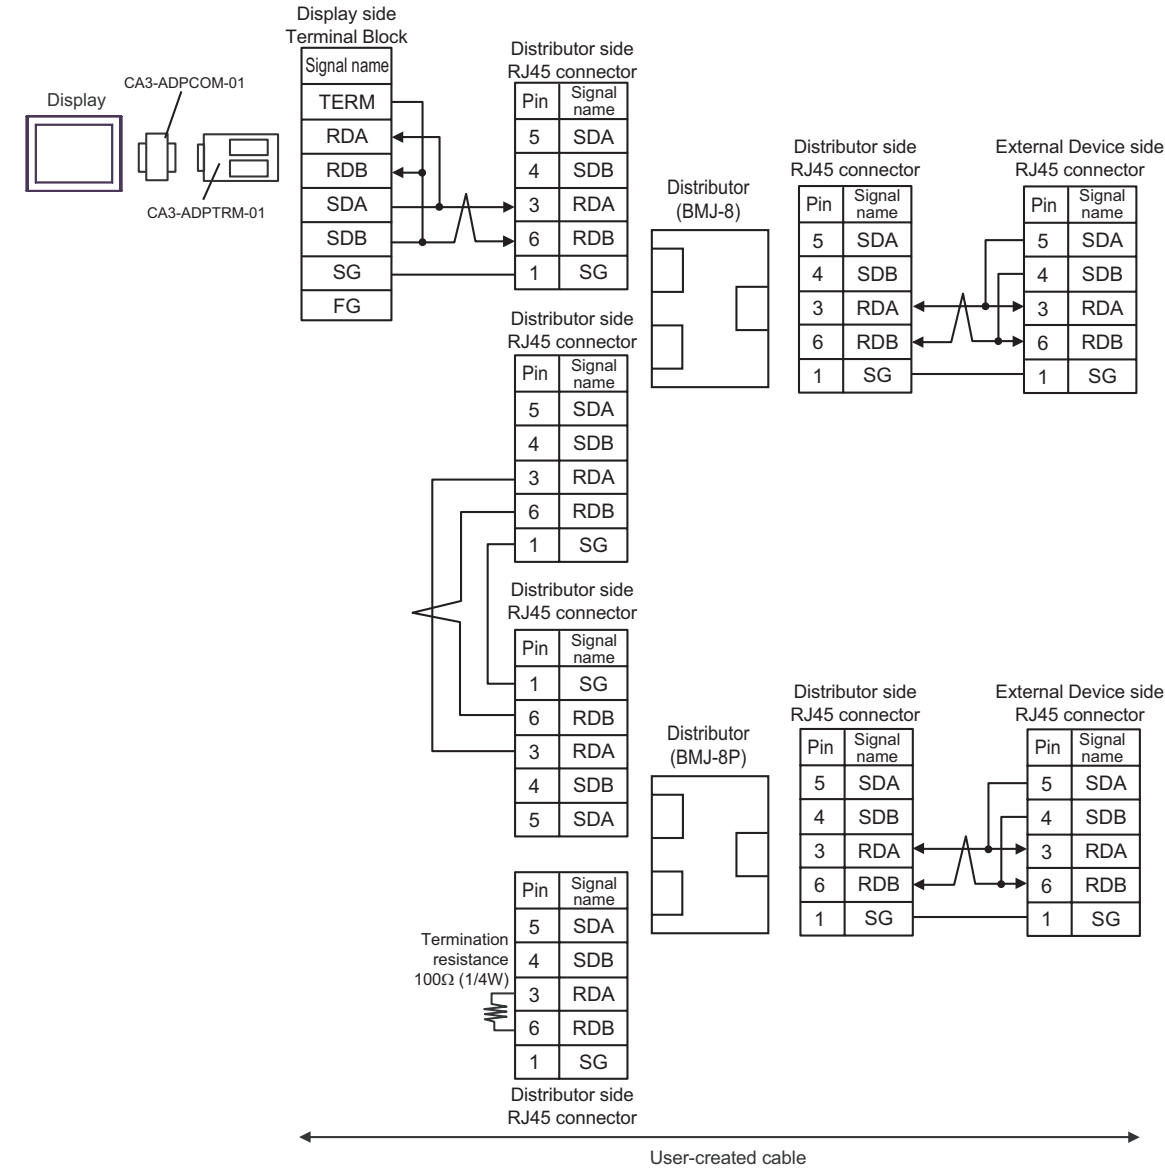 Display side
Terminal Block
Signal name
TERM
RDA
RDB
SDA
SDB
SG
FG
Display
CA3-ADPCOM-01
CA3-ADPTRM-01
Distributor side
RJ45 connector
Pin Signal name
5 SDA
4 SDB
3 RDA
6 RDB
1 SG
Distributor
(BMJ-8)
Distributor side
RJ45 connector
Pin Signal name
5 SDA
4 SDB
3 RDA
6 RDB
1 SG
External Device side
RJ45 connector
Pin Signal name
5 SDA
4 SDB
3 RDA
6 RDB
1 SG
Distributor side
RJ45 connector
Pin Signal name
5 SDA
4 SDB
3 RDA
6 RDB
1 SG
Distributor side
RJ45 connector
Pin Signal name
1 SG
6 RDB
3 RDA
4 SDB
5 SDA
Distributor
(BMJ-8P)
Distributor side
RJ45 connector
Pin Signal name
5 SDA
4 SDB
3 RDA
6 RDB
1 SG
External Device side
RJ45 connector
Pin Signal name
5 SDA
4 SDB
3 RDA
6 RDB
1 SG
Termination
resistance
100Ω (1/4W)
Pin Signal name
5 SDA
4 SDB
3 RDA
6 RDB
1 SG
Distributor side
RJ45 connector
User-created cable